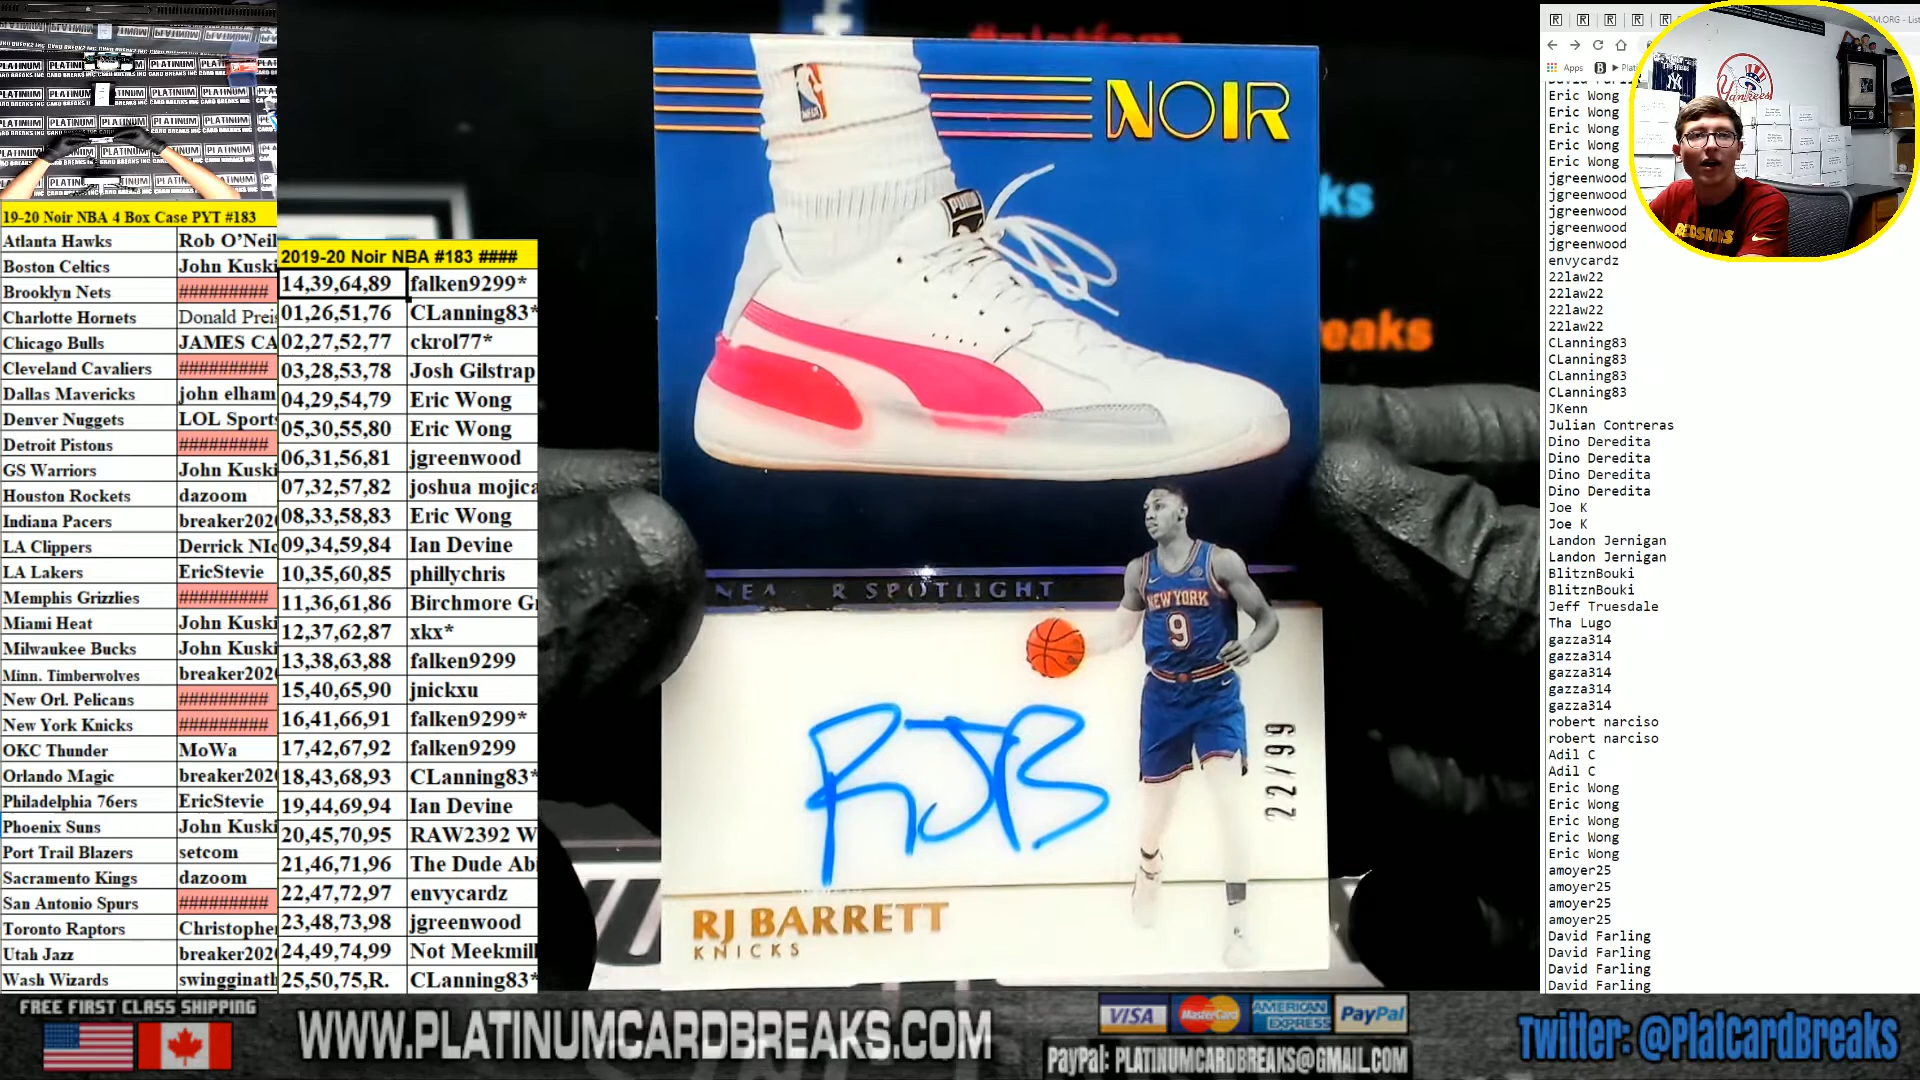 19-20 Noir NBA 4 Box Case PYT #183
Atlanta Hawks Rob O'Neil
Boston Celtics John Kuski
Brooklyn Nets #########
Charlotte Hornets Donald Preis
Chicago Bulls JAMES CA
Cleveland Cavaliers #########
Dallas Mavericks john elham
Denver Nuggets LOL Sports
Detroit Pistons #########
GS Warriors John Kuski
Houston Rockets dazoom
Indiana Pacers breaker2020
LA Clippers Derrick NIc
LA Lakers EricStevie
Memphis Grizzlies #########
Miami Heat John Kuski
Milwaukee Bucks John Kuski
Minn. Timberwolves breaker2020
New Orl. Pelicans #########
New York Knicks #########
OKC Thunder MoWa
Orlando Magic breaker2020
Philadelphia 76ers EricStevie
Phoenix Suns John Kuski
Port Trail Blazers setcom
Sacramento Kings dazoom
San Antonio Spurs #########
Toronto Raptors Christopher
Utah Jazz breaker2020
Wash Wizards swingginath
2019-20 Noir NBA #183 ####
14,39,64,89 falken9299*
01,26,51,76 CLanning83*
02,27,52,77 ckrol77*
03,28,53,78 Josh Gilstrap
04,29,54,79 Eric Wong
05,30,55,80 Eric Wong
06,31,56,81 jgreenwood
07,32,57,82 joshua mojica
08,33,58,83 Eric Wong
09,34,59,84 Ian Devine
10,35,60,85 phillychris
11,36,61,86 Birchmore Gr
12,37,62,87 xkx*
13,38,63,88 falken9299
15,40,65,90 jnickxu
16,41,66,91 falken9299*
17,42,67,92 falken9299
18,43,68,93 CLanning83*
19,44,69,94 Ian Devine
20,45,70,95 RAW2392 W
21,46,71,96 The Dude Abi
22,47,72,97 envycardz
23,48,73,98 jgreenwood
24,49,74,99 Not Meekmill
25,50,75,R. CLanning83*
NOIR
PUMA
SPOTLIGHT
NEW YORK
9
RJB
22/99
RJ BARRETT
KNICKS
Apps
Yankees
REDSKINS
Eric Wong
Eric Wong
Eric Wong
Eric Wong
Eric Wong
jgreenwood
jgreenwood
jgreenwood
jgreenwood
jgreenwood
envycardz
22law22
22law22
22law22
22law22
CLanning83
CLanning83
CLanning83
CLanning83
JKenn
Julian Contreras
Dino Deredita
Dino Deredita
Dino Deredita
Dino Deredita
Joe K
Joe K
Landon Jernigan
Landon Jernigan
BlitznBouki
BlitznBouki
Jeff Truesdale
Tha Lugo
gazza314
gazza314
gazza314
gazza314
gazza314
robert narciso
robert narciso
Adil C
Adil C
Eric Wong
Eric Wong
Eric Wong
Eric Wong
Eric Wong
amoyer25
amoyer25
amoyer25
amoyer25
David Farling
David Farling
David Farling
David Farling
FREE FIRST CLASS SHIPPING
WWW.PLATINUMCARDBREAKS.COM
VISA MasterCard AMERICAN EXPRESS PayPal
PayPal: PLATINUMCARDBREAKS@GMAIL.COM
Twitter: @PlatCardBreaks